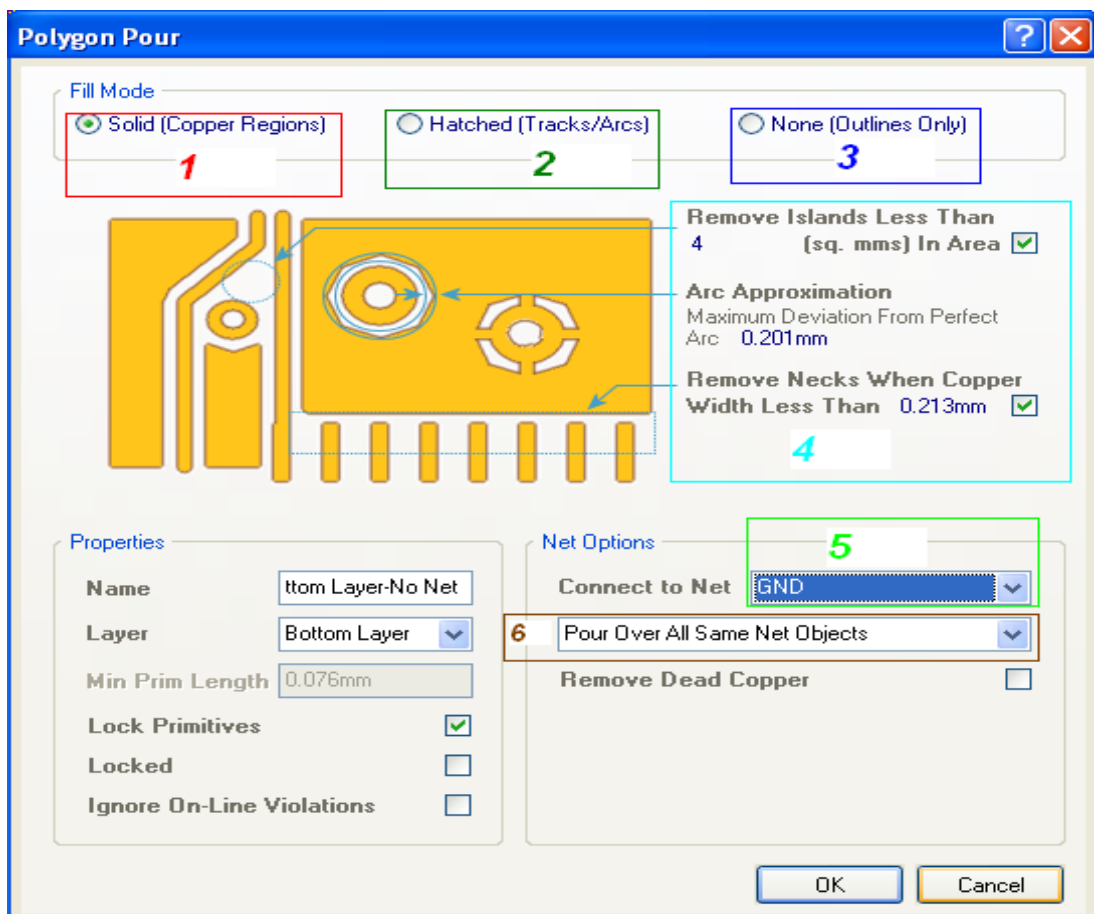 Polygon Pour
Fill Mode
Solid (Copper Regions)
Hatched (Tracks/Arcs)
None (Outlines Only)
1
2
3
Remove Islands Less Than
4 (sq. mms) In Area
Arc Approximation
Maximum Deviation From Perfect
Arc 0.201mm
Remove Necks When Copper
Width Less Than 0.213mm
4
Properties
Name ttom Layer-No Net
Layer Bottom Layer
Min Prim Length 0.076mm
Lock Primitives
Locked
Ignore On-Line Violations
Net Options
5
Connect to Net GND
6 Pour Over All Same Net Objects
Remove Dead Copper
OK
Cancel